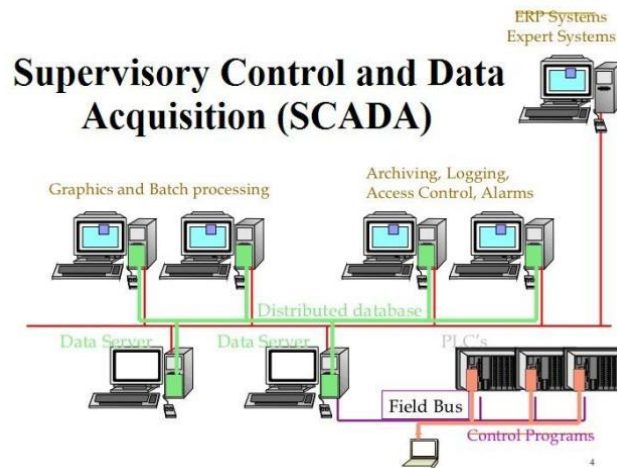 ERP Systems
Expert Systems
Supervisory Control and Data
Acquisition (SCADA)
Graphics and Batch processing
Archiving, Logging,
Access Control, Alarms
Distributed database
Data Server
Data Server
PLC's
Field Bus
Control Programs
4